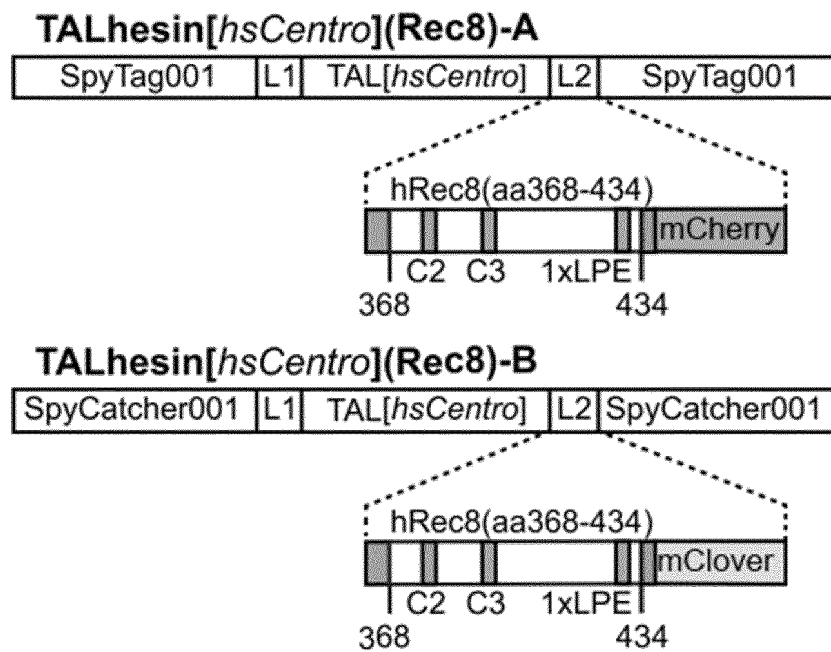 TALhesin[hsCentro](Rec8)-A
SpyTag001 L1 TAL[hsCentro] L2 SpyTag001
hRec8(aa368-434)
mCherry
C2 C3 1xLPE
368 434
TALhesin[hsCentro](Rec8)-B
SpyCatcher001 L1 TAL[hsCentro] L2 SpyCatcher001
hRec8(aa368-434)
mClover
C2 C3 1xLPE
368 434